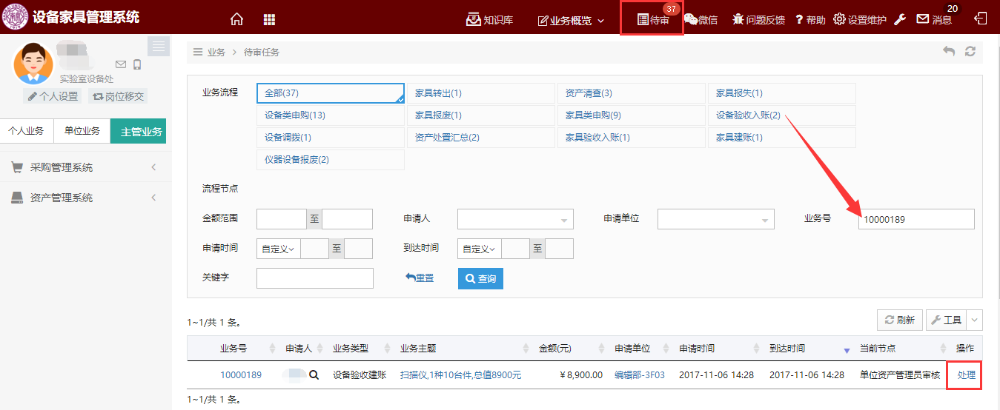 设备家具管理系统
知识库 业务概览 待审 37 微信 问题反馈 ? 帮助 设置维护 消息 20
实验室设备处
个人设置 岗位移交
个人业务 单位业务 主管业务
采购管理系统
资产管理系统
业务 > 待审任务
业务流程 全部(37) 家具转出(1) 资产清查(3) 家具报失(1)
设备类申购(13) 家具报废(1) 家具类申购(9) 设备验收入账(2)
设备调拨(1) 资产处置汇总(2) 家具验收入账(1) 家具建账(1)
仪器设备报废(2)
流程节点
金额范围 至 申请人 申请单位 业务号 10000189
申请时间 自定义 至 到达时间 自定义 至
关键字 重置 查询
1~1/共 1 条。 刷新 工具
业务号 申请人 业务类型 业务主题 金额(元) 申请单位 申请时间 到达时间 当前节点 操作
10000189 设备验收建账 扫描仪,1种10台件,总值8900元 ￥8,900.00 编辑部-3F03 2017-11-06 14:28 2017-11-06 14:28 单位资产管理员审核 处理
1~1/共 1 条。